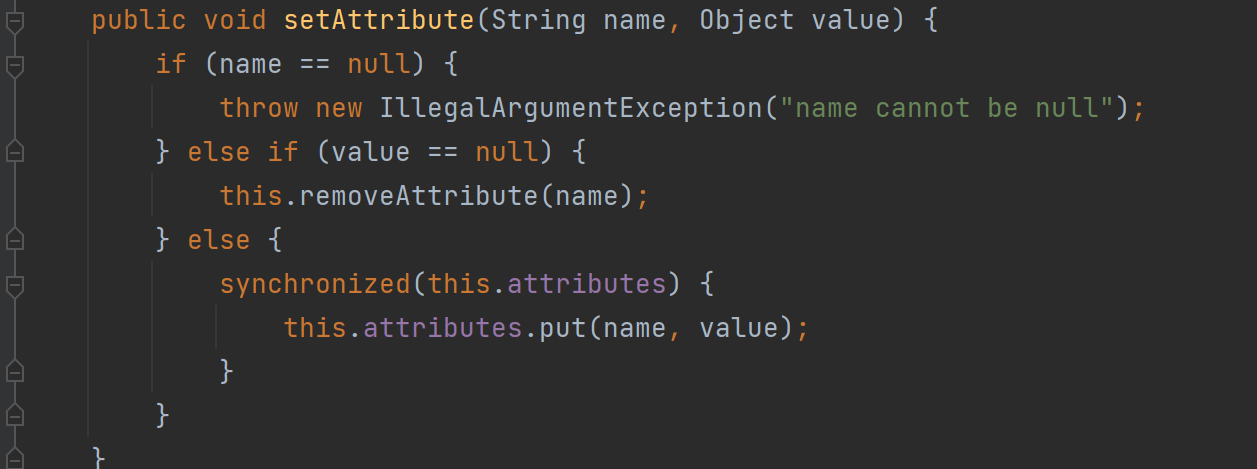 public void setAttribute(String name, Object value) {
    if (name == null) {
        throw new IllegalArgumentException("name cannot be null");
    } else if (value == null) {
        this.removeAttribute(name);
    } else {
        synchronized(this.attributes) {
            this.attributes.put(name, value);
        }
    }
}